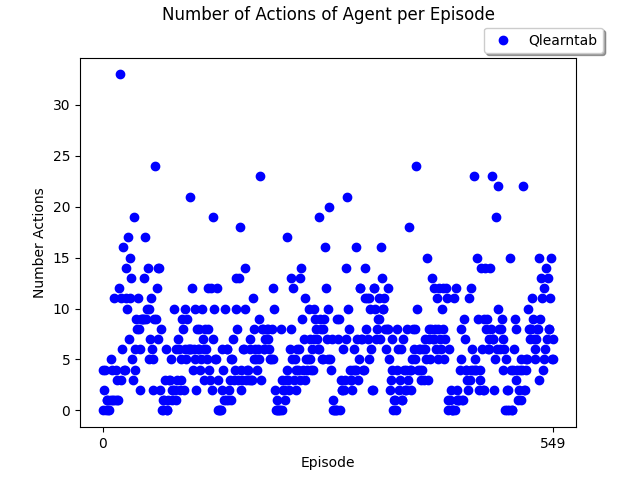 Number of Actions of Agent per Episode
Qlearntab
30
25
20
15
10
5
0
Number Actions
0 549
Episode